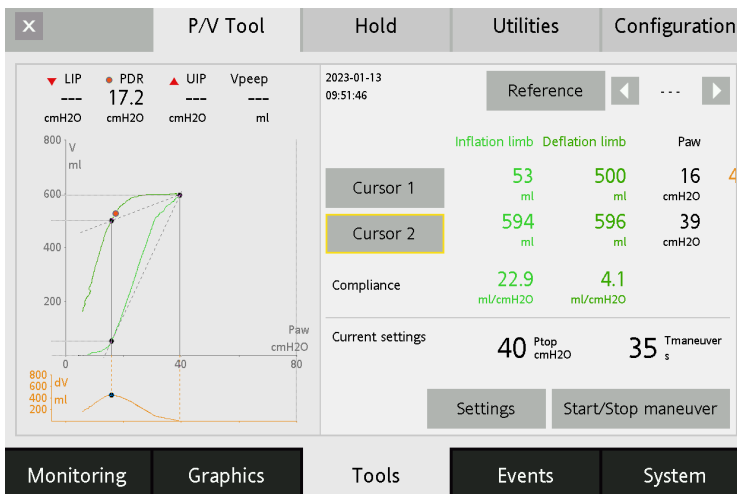 X P/V Tool Hold Utilities Configuration
LIP PDR UIP Vpeep
--- 17.2 --- ---
cmH2O cmH2O cmH2O ml
2023-01-13
09:51:46
Reference ---
Inflation limb Deflation limb Paw
Cursor 1 53 ml 500 ml 16 cmH2O 4
Cursor 2 594 ml 596 ml 39 cmH2O
Compliance 22.9 ml/cmH2O 4.1 ml/cmH2O
Current settings 40 Ptop cmH2O 35 Tmaneuver s
Settings Start/Stop maneuver
800 V
ml
600
400
200
Paw
cmH2O
0 40 80
800 dV
600
400 ml
200
Monitoring Graphics Tools Events System